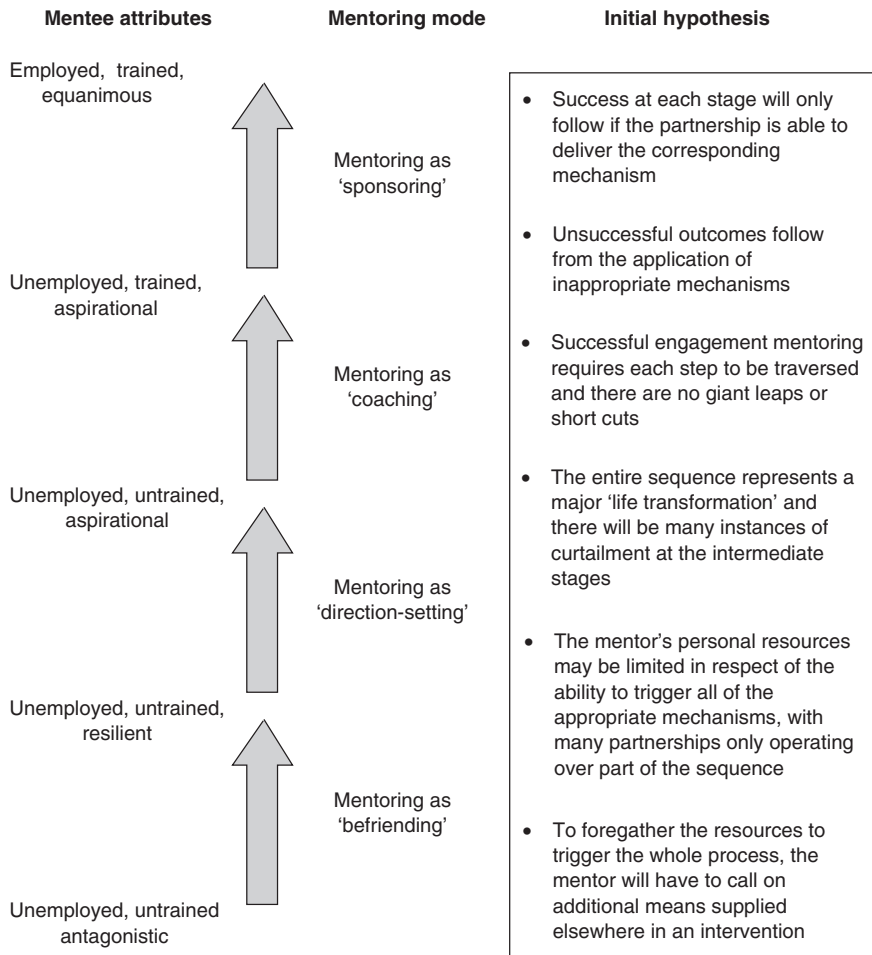 Mentee attributes
Mentoring mode
Initial hypothesis
Employed, trained,
equanimous
Mentoring as
‘sponsoring’
Unemployed, trained,
aspirational
Mentoring as
‘coaching’
Unemployed, untrained,
aspirational
Mentoring as
‘direction-setting’
Unemployed, untrained,
resilient
Mentoring as
‘befriending’
Unemployed, untrained
antagonistic
• Success at each stage will only
follow if the partnership is able to
deliver the corresponding
mechanism
• Unsuccessful outcomes follow
from the application of
inappropriate mechanisms
• Successful engagement mentoring
requires each step to be traversed
and there are no giant leaps or
short cuts
• The entire sequence represents a
major ‘life transformation’ and
there will be many instances of
curtailment at the intermediate
stages
• The mentor’s personal resources
may be limited in respect of the
ability to trigger all of the
appropriate mechanisms, with
many partnerships only operating
over part of the sequence
• To foregather the resources to
trigger the whole process, the
mentor will have to call on
additional means supplied
elsewhere in an intervention